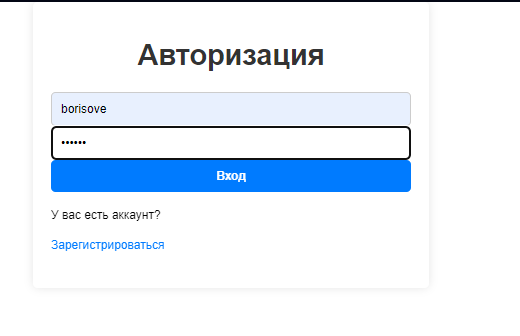 Авторизация
borisove
••••••
Вход
У вас есть аккаунт?
Зарегистрироваться